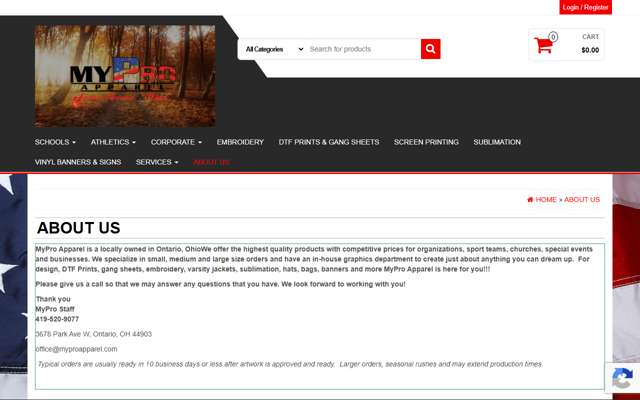 Login / Register
MYPRO
APPAREL
All Categories
Search for products
0
CART
$0.00
SCHOOLS
ATHLETICS
CORPORATE
EMBROIDERY
DTF PRINTS & GANG SHEETS
SCREEN PRINTING
SUBLIMATION
VINYL BANNERS & SIGNS
SERVICES
ABOUT US
HOME » ABOUT US
ABOUT US
MyPro Apparel is a locally owned in Ontario, OhioWe offer the highest quality products with competitive prices for organizations, sport teams, churches, special events
and businesses. We specialize in small, medium and large size orders and have an in-house graphics department to create just about anything you can dream up. For
design, DTF Prints, gang sheets, embroidery, varsity jackets, sublimation, hats, bags, banners and more MyPro Apparel is here for you!!!
Please give us a call so that we may answer any questions that you have. We look forward to working with you!
Thank you
MyPro Staff
419-520-9077
3678 Park Ave W, Ontario, OH 44903
office@myproapparel.com
Typical orders are usually ready in 10 business days or less after artwork is approved and ready. Larger orders, seasonal rushes and may extend production times.